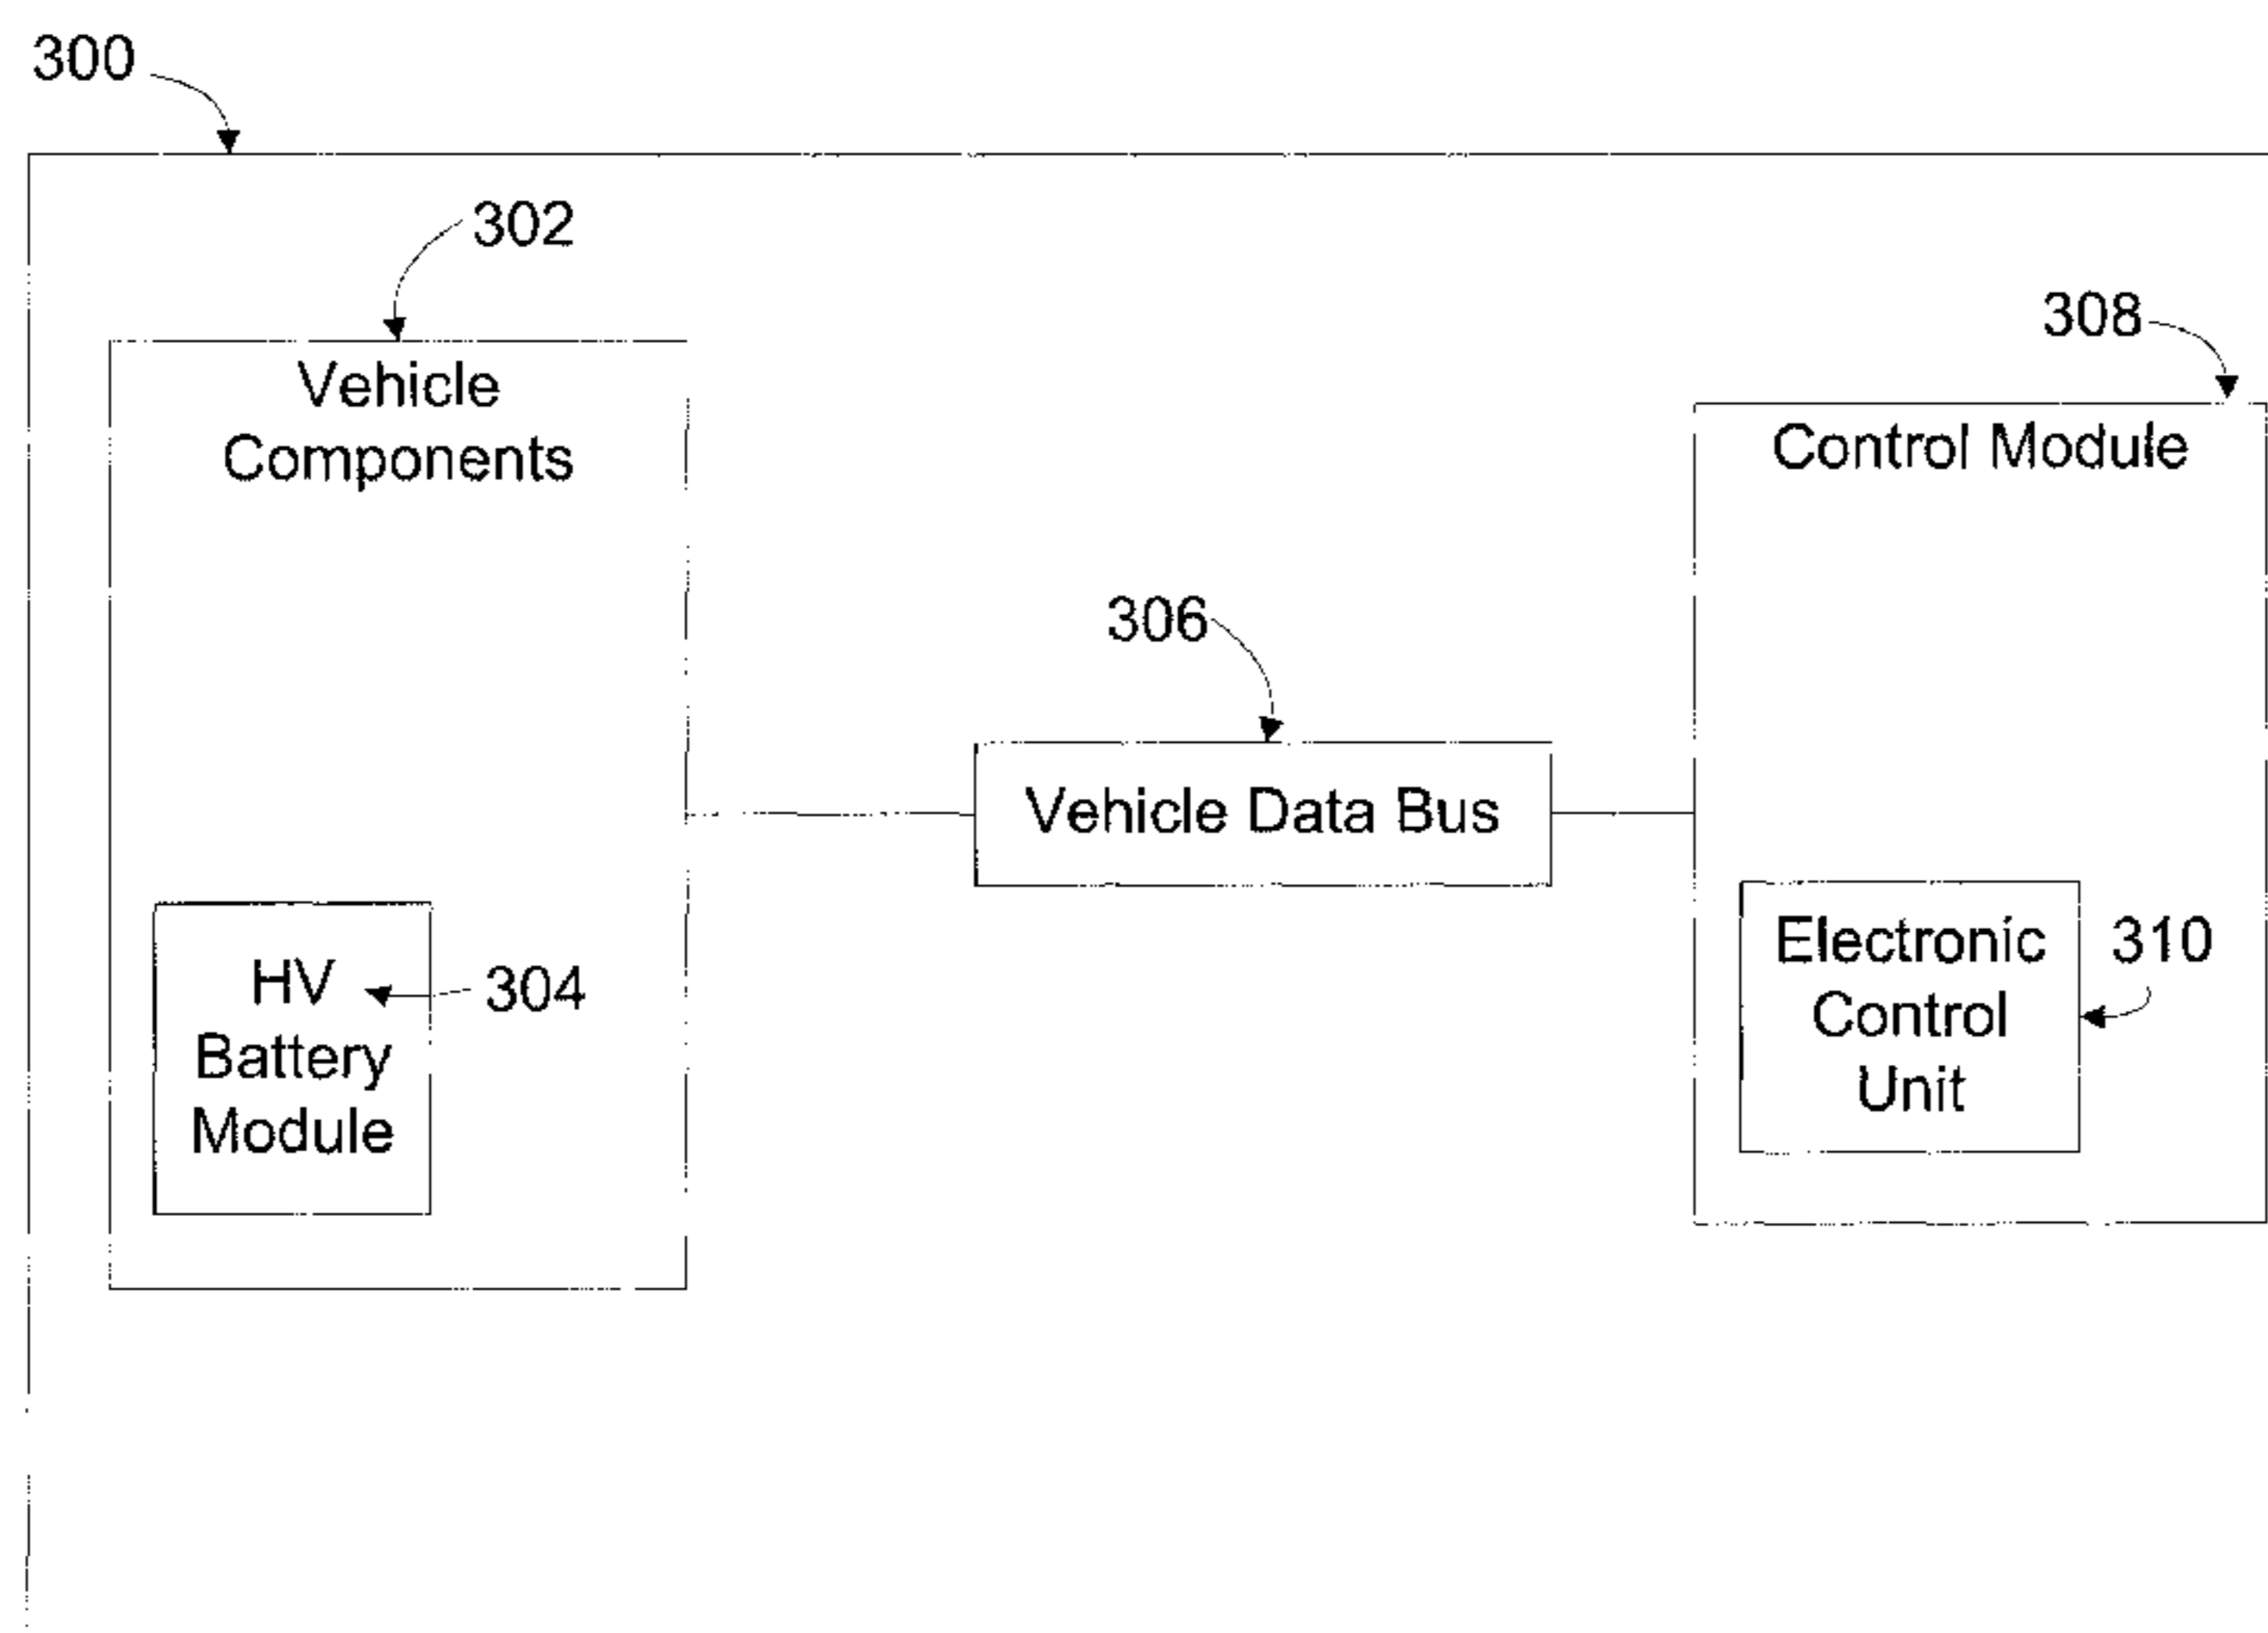 300
302
Vehicle
Components
308
Control Module
306
Vehicle Data Bus
HV
Battery
Module
304
Electronic
Control
Unit
310